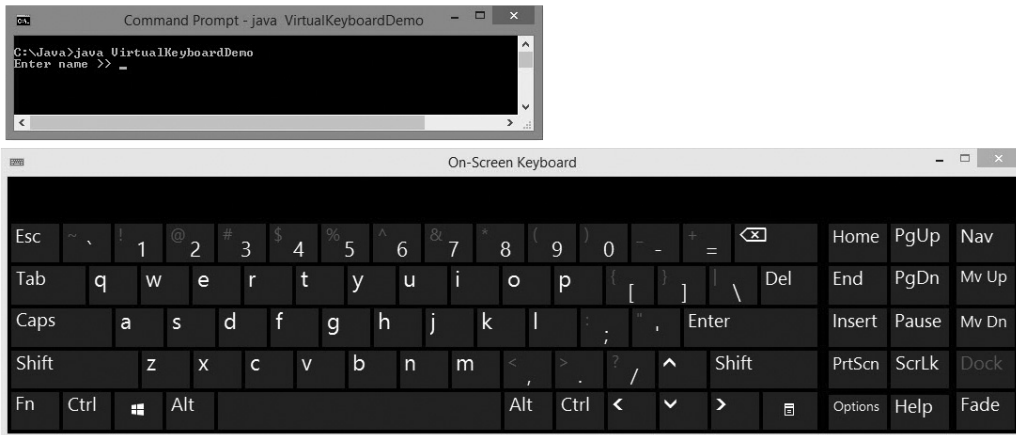 Command Prompt - java VirtualKeyboardDemo
C:\Java>java VirtualKeyboardDemo
Enter name >> _
On-Screen Keyboard
Esc ~ ` ! 1 @ 2 # 3 $ 4 % 5 ^ 6 & 7 * 8 ( 9 ) 0 _ - + = Home PgUp Nav
Tab q w e r t y u i o p { [ } ] | \ Del End PgDn Mv Up
Caps a s d f g h j k l : ; " ' Enter Insert Pause Mv Dn
Shift z x c v b n m < , > . ? / ^ Shift PrtScn ScrLk Dock
Fn Ctrl Alt Alt Ctrl < > Options Help Fade